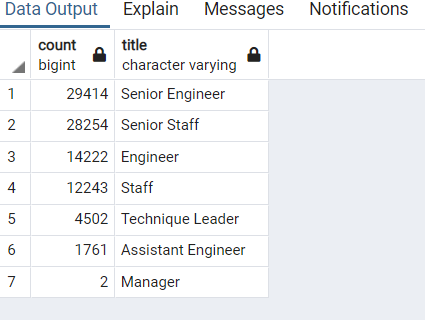 Data Output Explain Messages Notifications
count title
bigint character varying
1 29414 Senior Engineer
2 28254 Senior Staff
3 14222 Engineer
4 12243 Staff
5 4502 Technique Leader
6 1761 Assistant Engineer
7 2 Manager